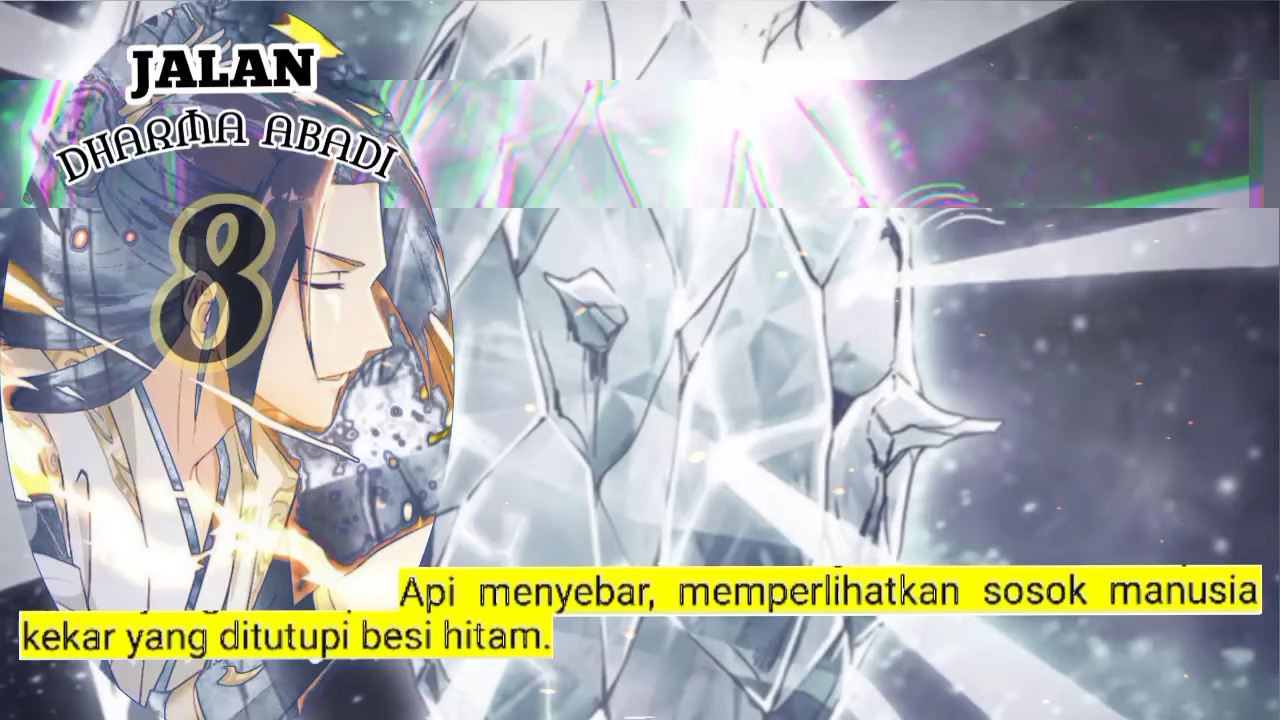 JALAN
DHARMA ABADI
8
Api menyebar, memperlihatkan sosok manusia
kekar yang ditutupi besi hitam.